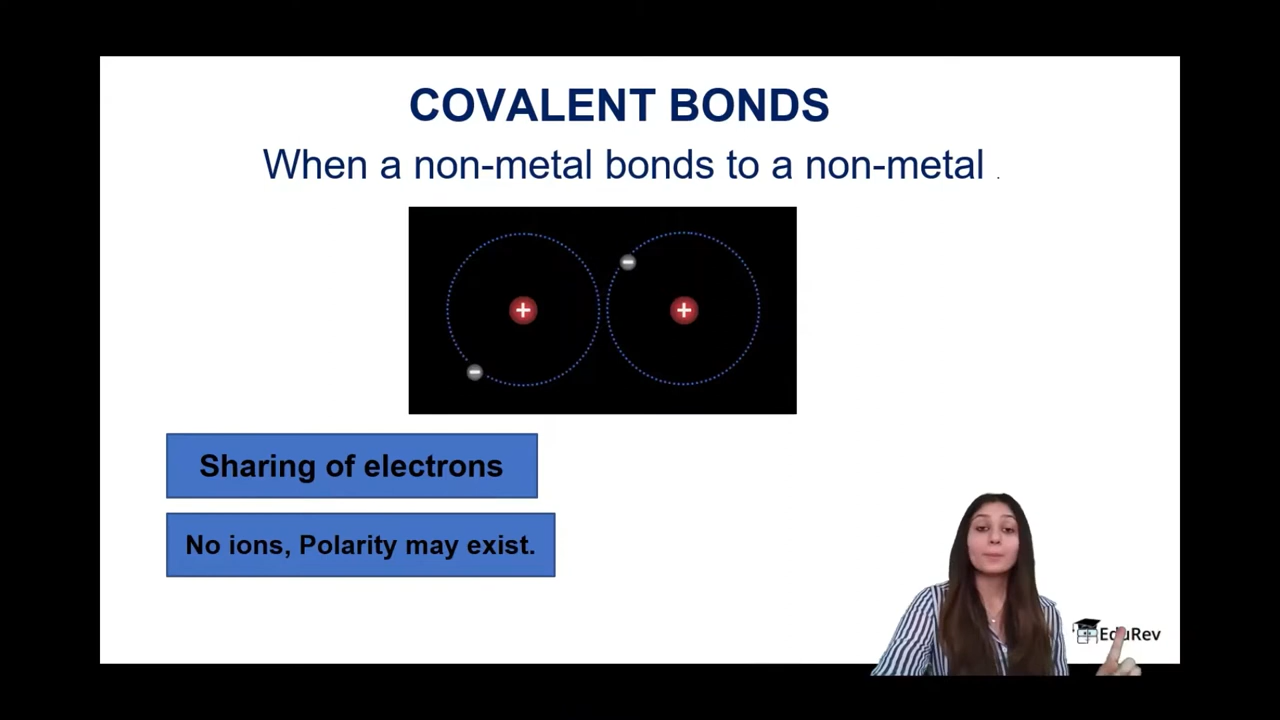 COVALENT BONDS
When a non-metal bonds to a non-metal .
+
−
+
−
Sharing of electrons
No ions, Polarity may exist.
EduRev